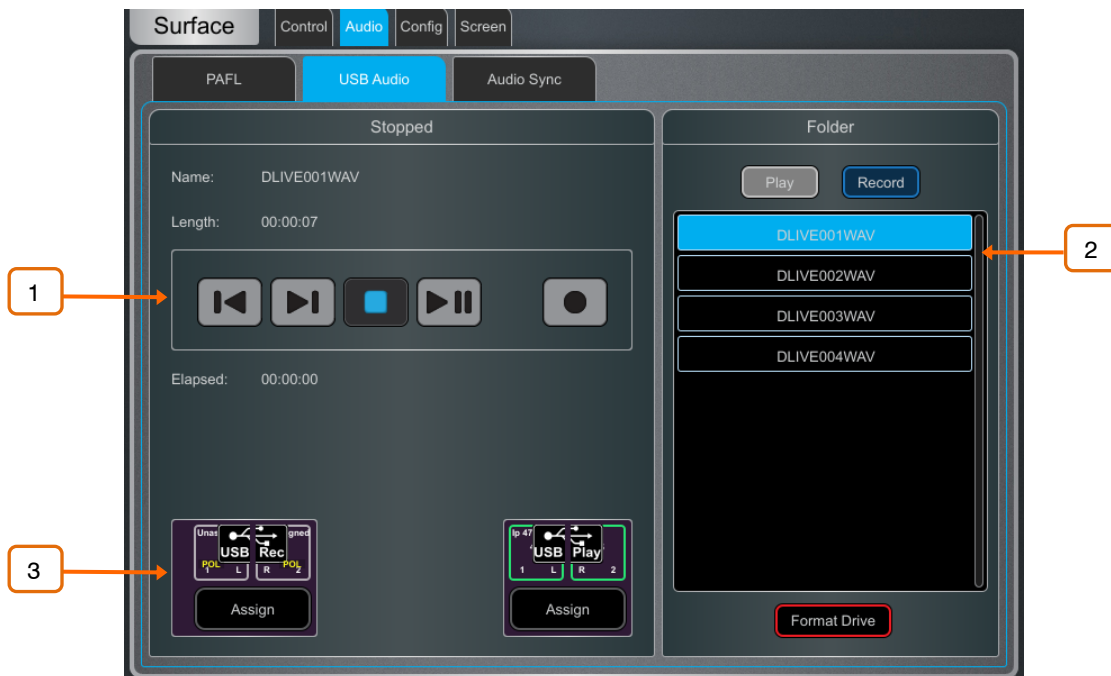 Surface
Control Audio Config Screen
PAFL USB Audio Audio Sync
Stopped
Folder
Name: DLIVE001WAV
Play Record
Length: 00:00:07
DLIVE001WAV
2
DLIVE002WAV
1
DLIVE003WAV
DLIVE004WAV
Elapsed: 00:00:00
USB Rec
POL POL
1 L R 2
Assign
Ip 47
USB Play
1 L R 2
Assign
3
Format Drive